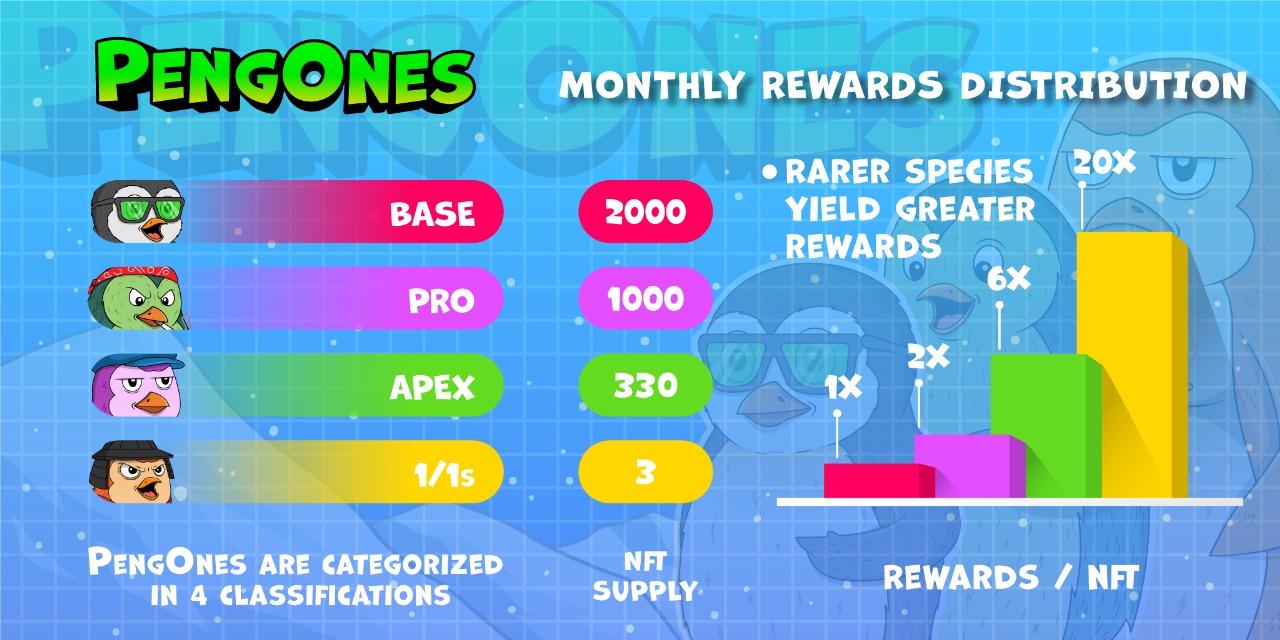 PENGONES
MONTHLY REWARDS DISTRIBUTION
BASE
2000
PRO
1000
APEX
330
1/1s
3
PENGONES ARE CATEGORIZED
IN 4 CLASSIFICATIONS
NFT
SUPPLY
• RARER SPECIES
YIELD GREATER
REWARDS
1X
2X
6X
20X
REWARDS / NFT
PENGONES